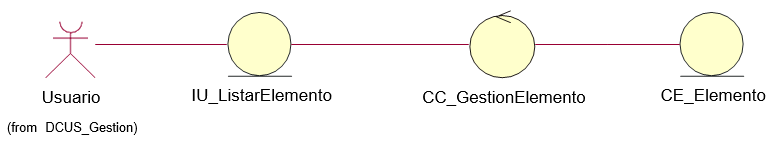 Usuario
IU_ListarElemento
CC_GestionElemento
CE_Elemento
(from DCUS_Gestion)